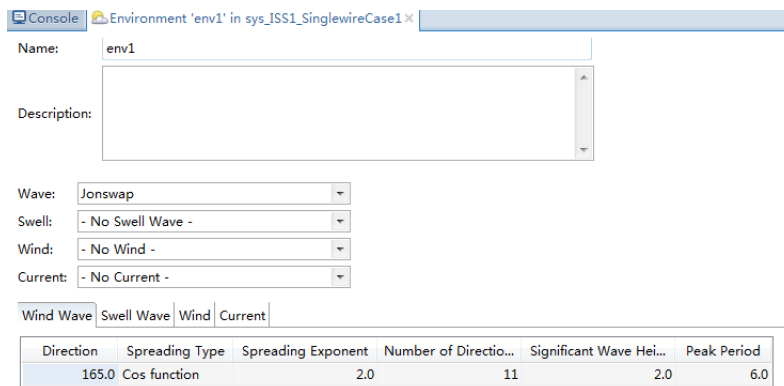 Console Environment 'env1' in sys_ISS1_SinglewireCase1
Name: env1
Description:
Wave: Jonswap
Swell: - No Swell Wave -
Wind: - No Wind -
Current: - No Current -
Wind Wave Swell Wave Wind Current
Direction Spreading Type Spreading Exponent Number of Directio... Significant Wave Hei... Peak Period
165.0 Cos function 2.0 11 2.0 6.0